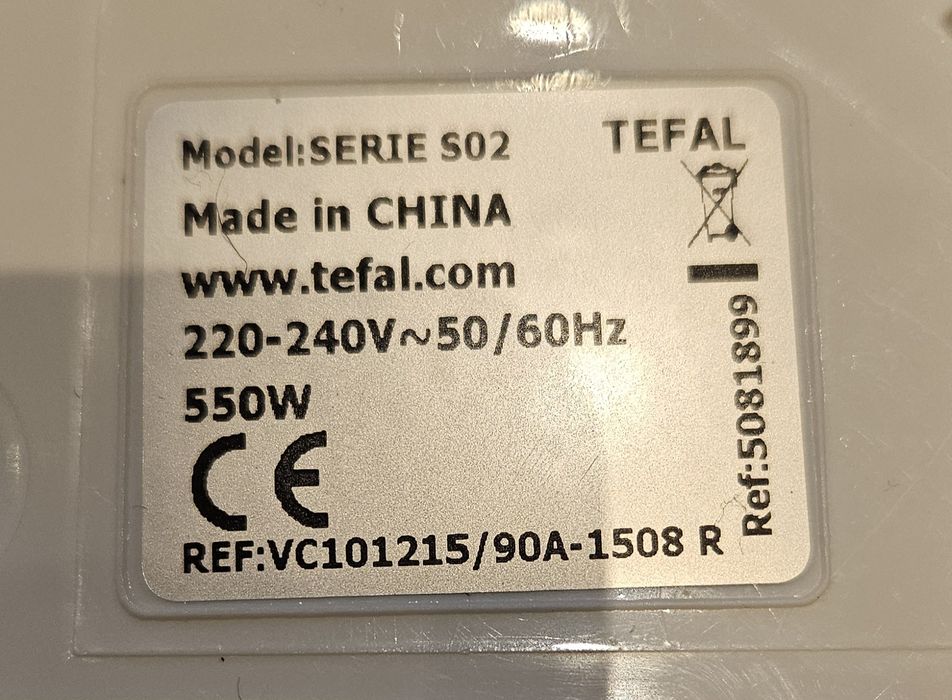 Model:SERIE S02
TEFAL
Made in CHINA
www.tefal.com
220-240V~50/60Hz
550W
CE
REF:VC101215/90A-1508 R
Ref:5081899